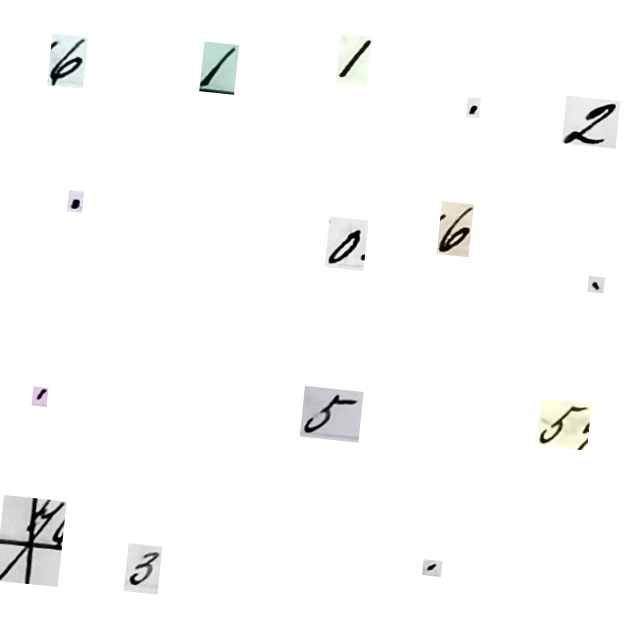 6 1 1 . 2
. 0. 6 .
. 5 5,
3 .